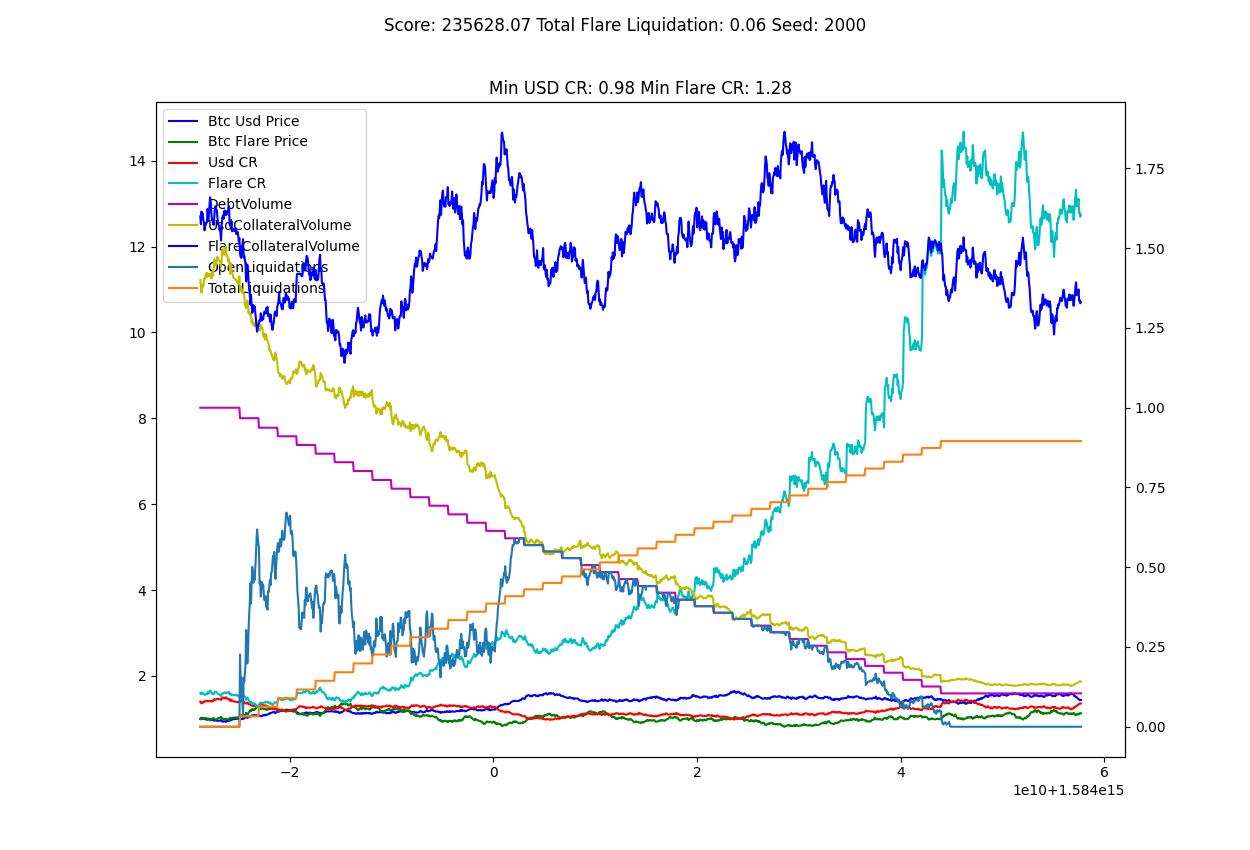 Score: 235628.07 Total Flare Liquidation: 0.06 Seed: 2000
Min USD CR: 0.98 Min Flare CR: 1.28
Btc Usd Price
Btc Flare Price
Usd CR
Flare CR
DebtVolume
UsdCollateralVolume
FlareCollateralVolume
OpenLiquidations
TotalLiquidations
14
12
10
8
6
4
2
1.75
1.50
1.25
1.00
0.75
0.50
0.25
0.00
−2
0
2
4
6
1e10+1.584e15